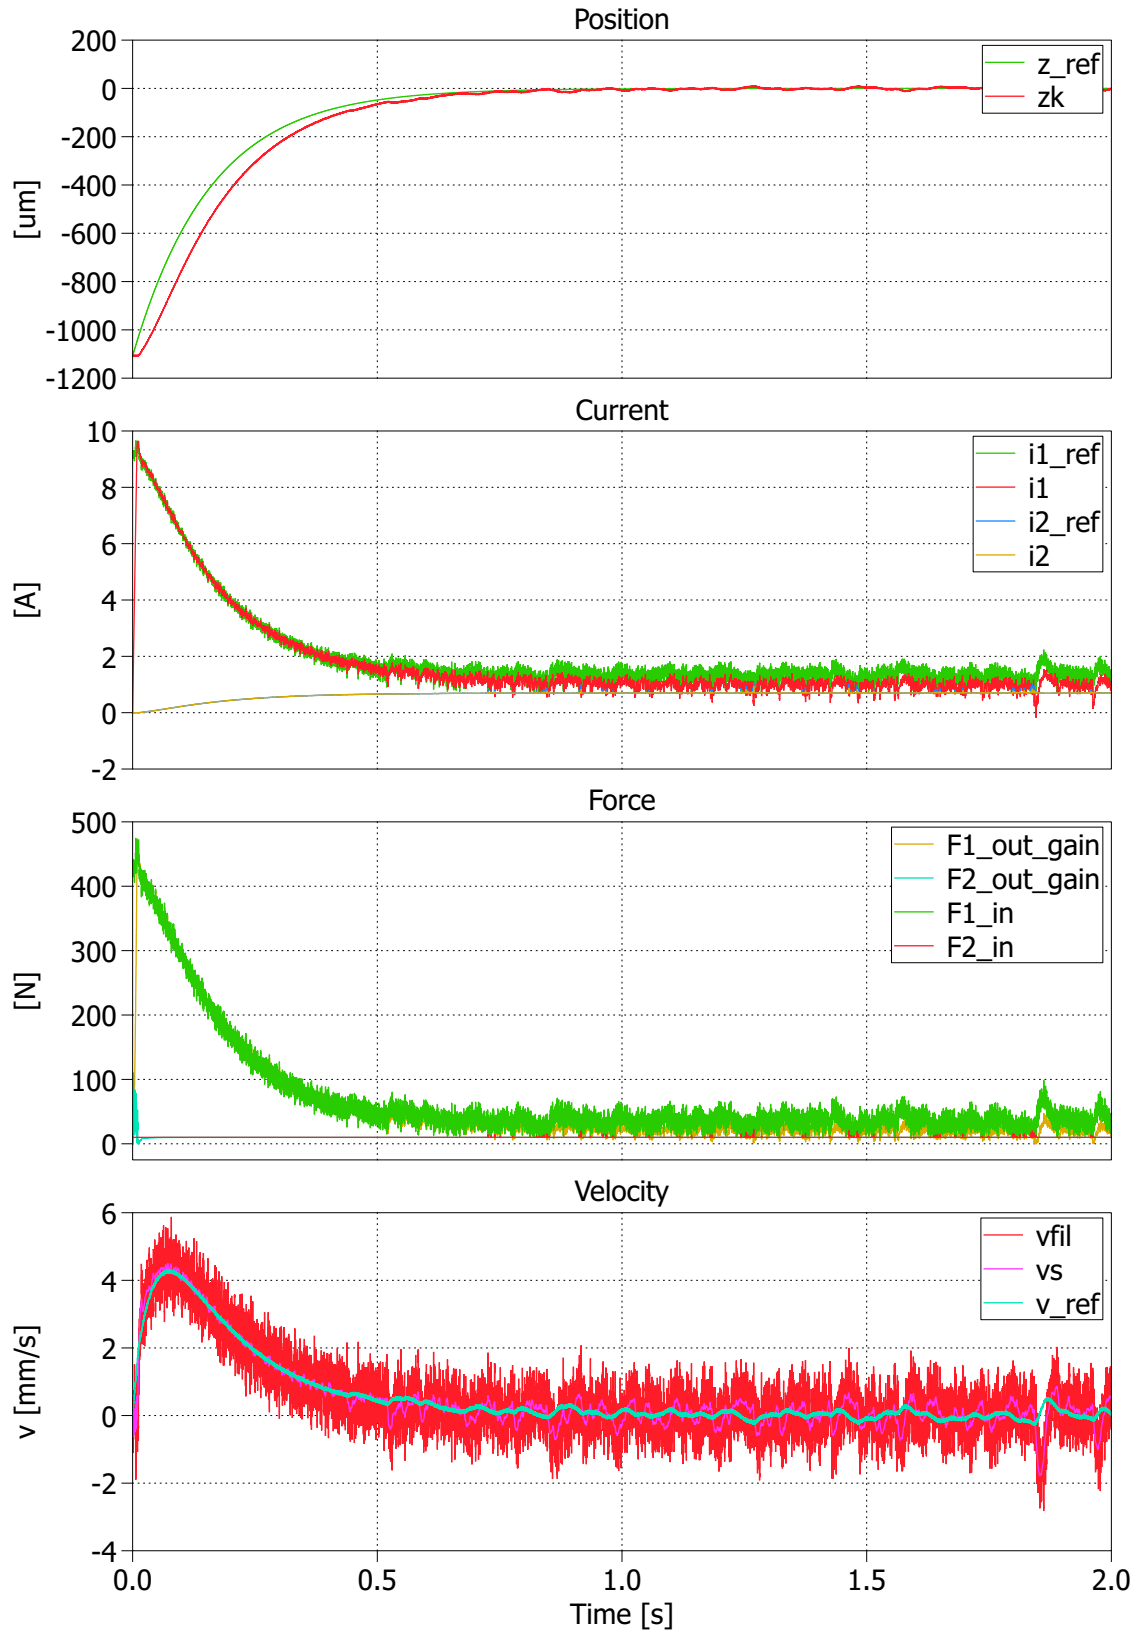 Position
200
0
-200
-400
-600
-800
-1000
-1200
[um]
z_ref
zk
Current
10
8
6
4
2
0
-2
[A]
i1_ref
i1
i2_ref
i2
Force
500
400
300
200
100
0
[N]
F1_out_gain
F2_out_gain
F1_in
F2_in
Velocity
6
4
2
0
-2
-4
v [mm/s]
vfil
vs
v_ref
0.0 0.5 1.0 1.5 2.0
Time [s]